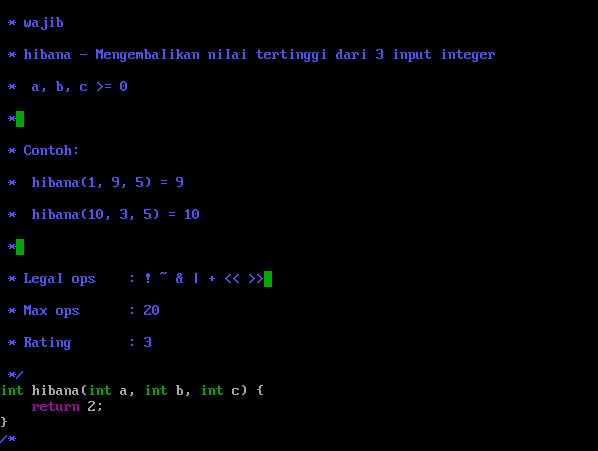 * wajib
* hibana - Mengembalikan nilai tertinggi dari 3 input integer
*  a, b, c >= 0
*
* Contoh:
*  hibana(1, 9, 5) = 9
*  hibana(10, 3, 5) = 10
*
* Legal ops    : ! ~ & | + << >>
* Max ops      : 20
* Rating       : 3
*/
int hibana(int a, int b, int c) {
    return 2;
}
/*